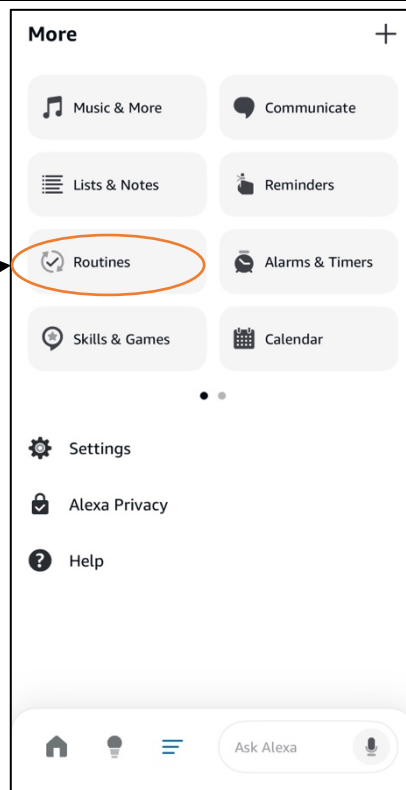 More
Music & More
Communicate
Lists & Notes
Reminders
Routines
Alarms & Timers
Skills & Games
Calendar
Settings
Alexa Privacy
Help
Ask Alexa